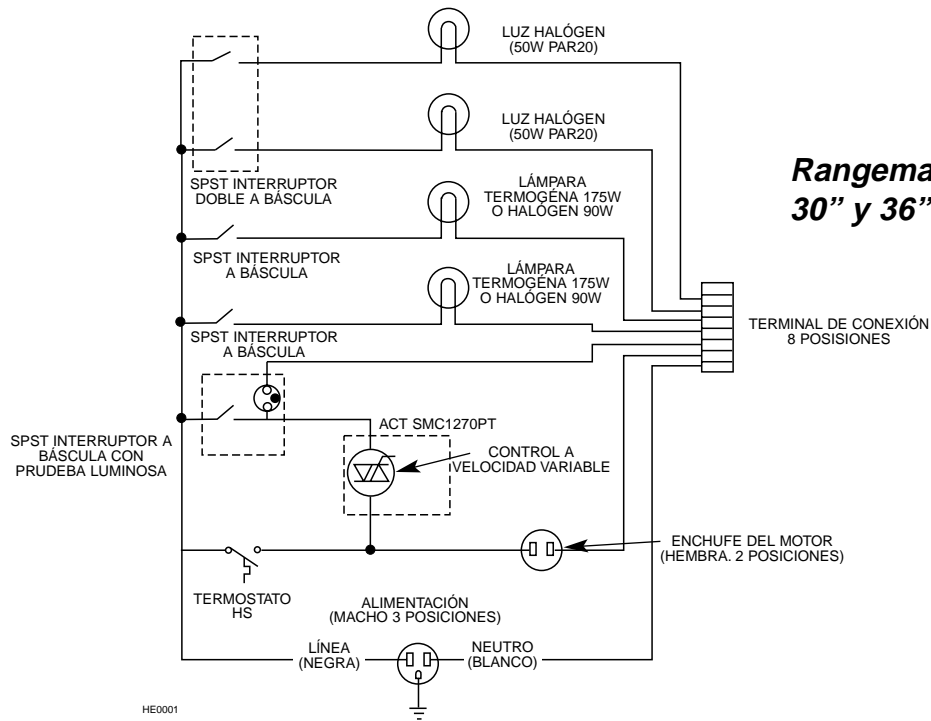 LUZ HALÓGEN
(50W PAR20)
LUZ HALÓGEN
(50W PAR20)
SPST INTERRUPTOR
DOBLE A BÁSCULA
LÁMPARA
TERMOGÉNA 175W
O HALÓGEN 90W
Rangema
30” y 36”
SPST INTERRUPTOR
A BÁSCULA
LÁMPARA
TERMOGÉNA 175W
O HALÓGEN 90W
TERMINAL DE CONEXIÓN
8 POSISIONES
SPST INTERRUPTOR
A BÁSCULA
ACT SMC1270PT
SPST INTERRUPTOR A
BÁSCULA CON
PRUDEBA LUMINOSA
CONTROL A
VELOCIDAD VARIABLE
ENCHUFE DEL MOTOR
(HEMBRA. 2 POSICIONES)
TERMOSTATO
HS
ALIMENTACIÓN
(MACHO 3 POSICIONES)
LÍNEA
(NEGRA)
NEUTRO
(BLANCO)
HE0001